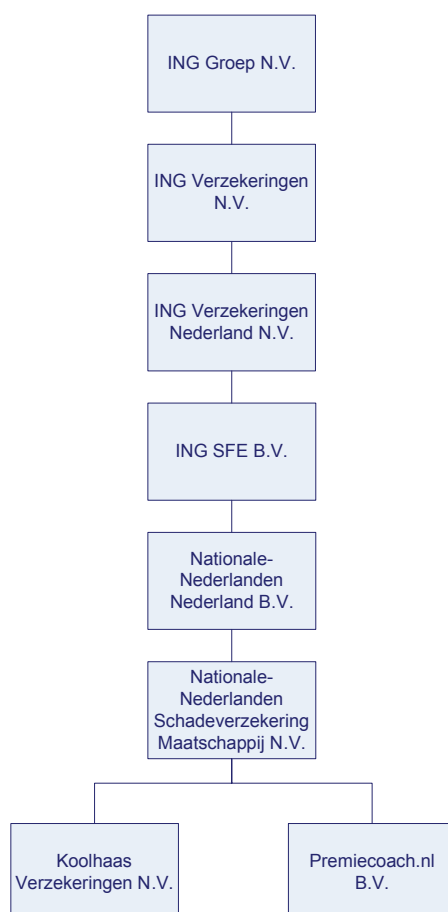 ING Groep N.V.
ING Verzekeringen
N.V.
ING Verzekeringen
Nederland N.V.
ING SFE B.V.
Nationale-
Nederlanden
Nederland B.V.
Nationale-
Nederlanden
Schadeverzekering
Maatschappij N.V.
Koolhaas
Verzekeringen N.V.
Premiecoach.nl
B.V.